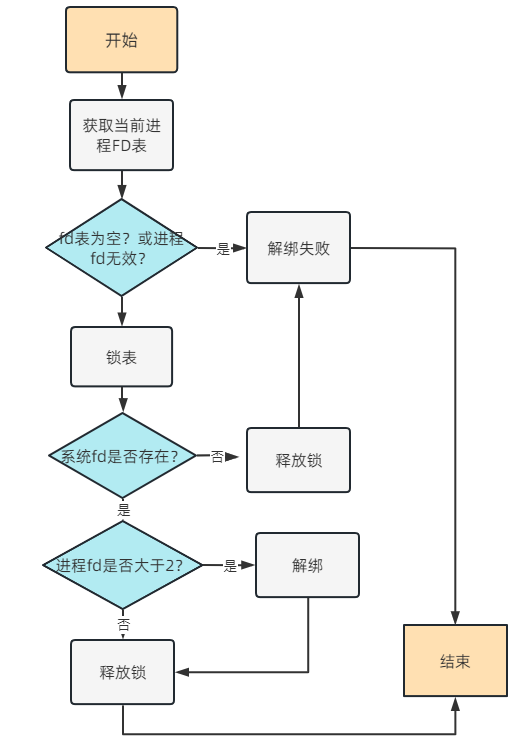 开始
获取当前进
程FD表
fd表为空？或进程
fd无效？
是
解绑失败
锁表
系统fd是否存在？
否
释放锁
是
进程fd是否大于2？
是
解绑
否
释放锁
结束